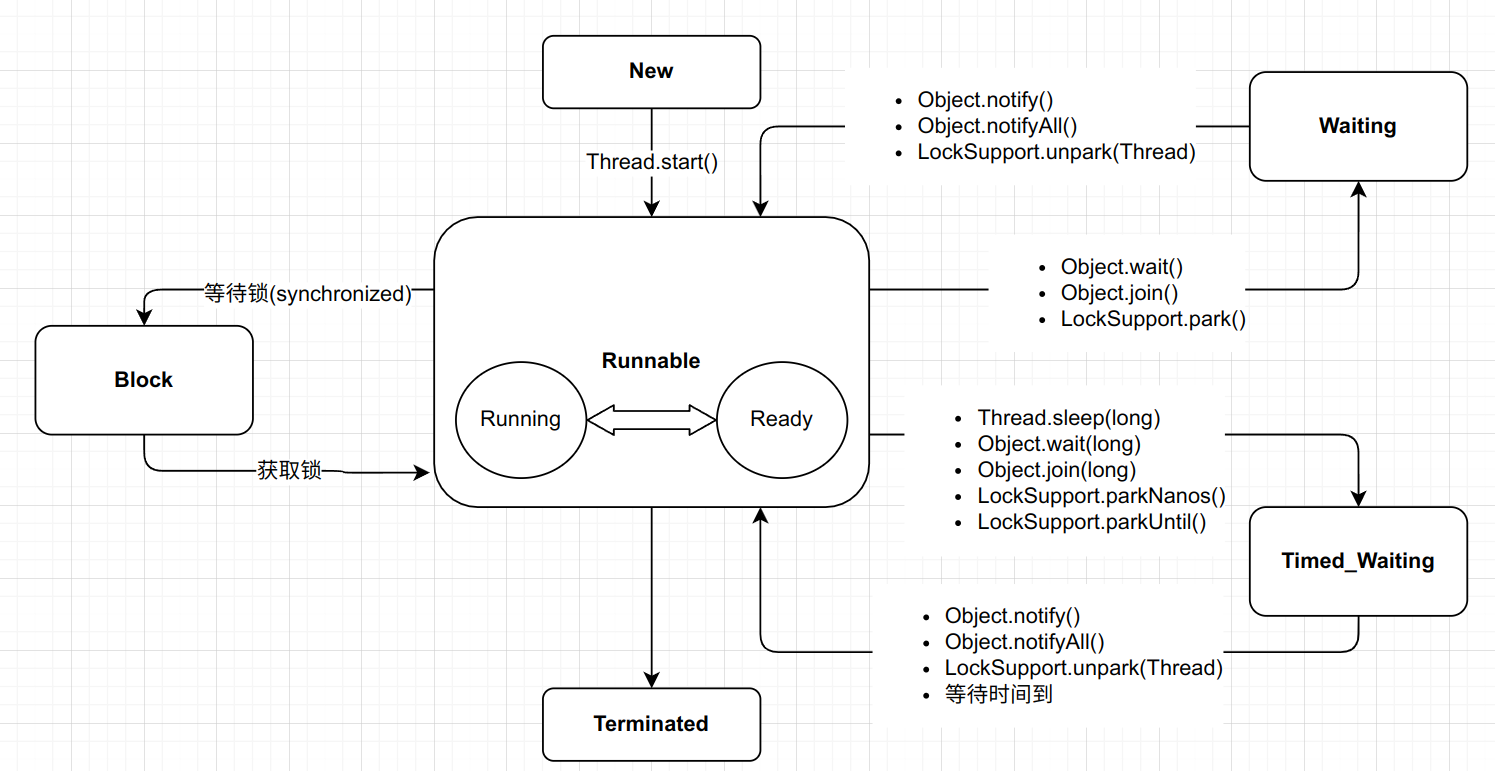 New
Thread.start()
Object.notify()
Object.notifyAll()
LockSupport.unpark(Thread)
Waiting
等待锁(synchronized)
Object.wait()
Object.join()
LockSupport.park()
Block
Runnable
Running
Ready
获取锁
Thread.sleep(long)
Object.wait(long)
Object.join(long)
LockSupport.parkNanos()
LockSupport.parkUntil()
Timed_Waiting
Object.notify()
Object.notifyAll()
LockSupport.unpark(Thread)
等待时间到
Terminated